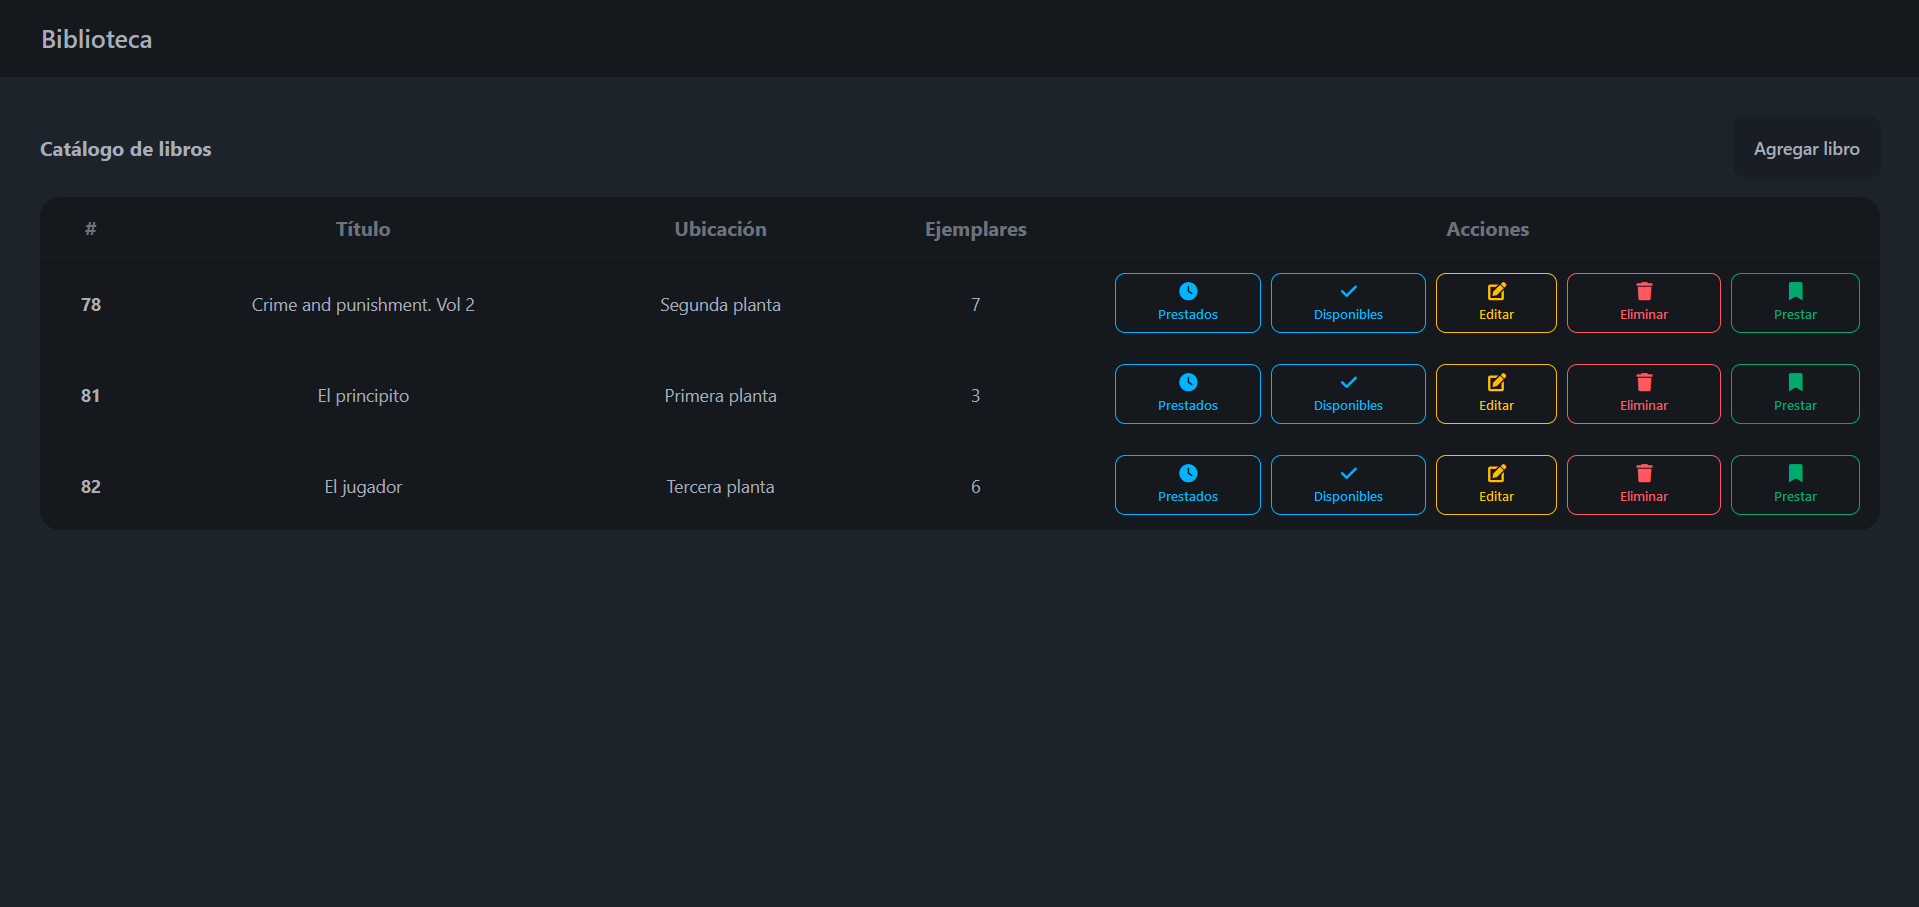 Biblioteca
Catálogo de libros
Agregar libro
# Título Ubicación Ejemplares Acciones
78 Crime and punishment. Vol 2 Segunda planta 7 Prestados Disponibles Editar Eliminar Prestar
81 El principito Primera planta 3 Prestados Disponibles Editar Eliminar Prestar
82 El jugador Tercera planta 6 Prestados Disponibles Editar Eliminar Prestar